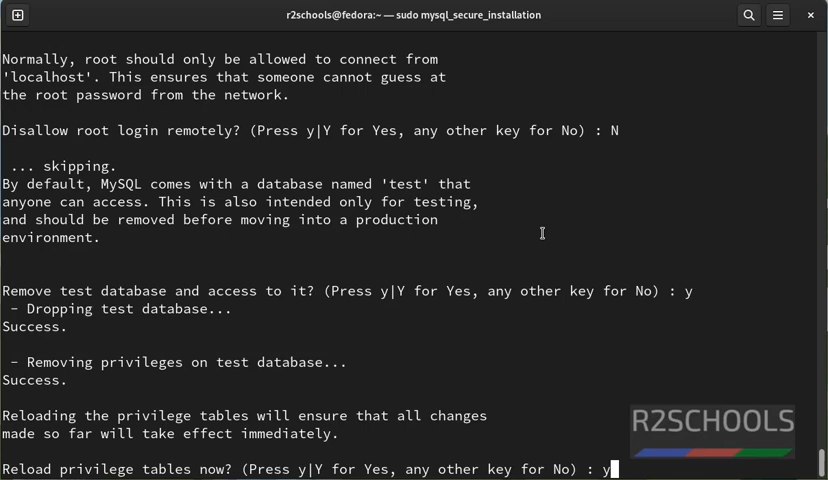 r2schools@fedora:~ — sudo mysql_secure_installation
Normally, root should only be allowed to connect from
'localhost'. This ensures that someone cannot guess at
the root password from the network.
Disallow root login remotely? (Press y|Y for Yes, any other key for No) : N
... skipping.
By default, MySQL comes with a database named 'test' that
anyone can access. This is also intended only for testing,
and should be removed before moving into a production
environment.
Remove test database and access to it? (Press y|Y for Yes, any other key for No) : y
- Dropping test database...
Success.
- Removing privileges on test database...
Success.
Reloading the privilege tables will ensure that all changes
made so far will take effect immediately.
R2SCHOOLS
Reload privilege tables now? (Press y|Y for Yes, any other key for No) : y